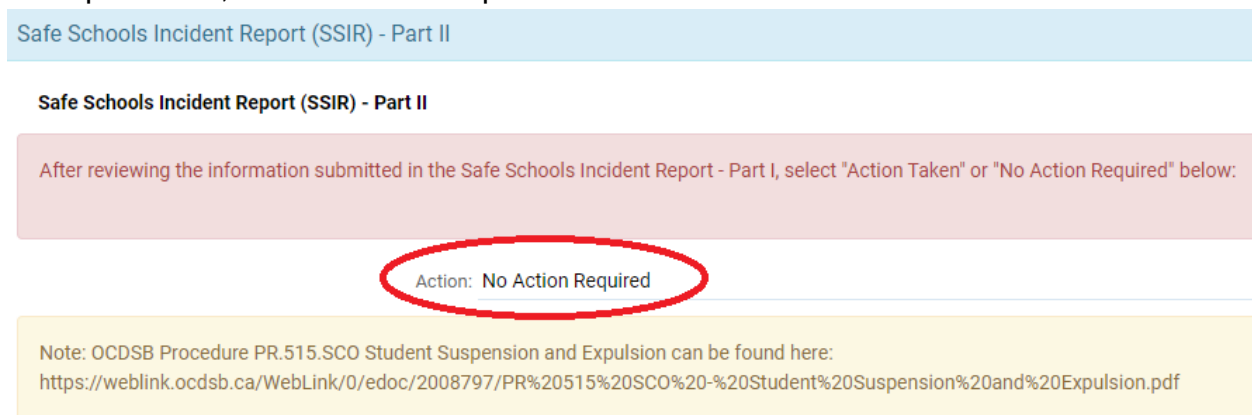 Safe Schools Incident Report (SSIR) - Part II
Safe Schools Incident Report (SSIR) - Part II
After reviewing the information submitted in the Safe Schools Incident Report - Part I, select "Action Taken" or "No Action Required" below:
Action: No Action Required
Note: OCDSB Procedure PR.515.SCO Student Suspension and Expulsion can be found here:
https://weblink.ocdsb.ca/WebLink/0/edoc/2008797/PR%20515%20SCO%20-%20Student%20Suspension%20and%20Expulsion.pdf